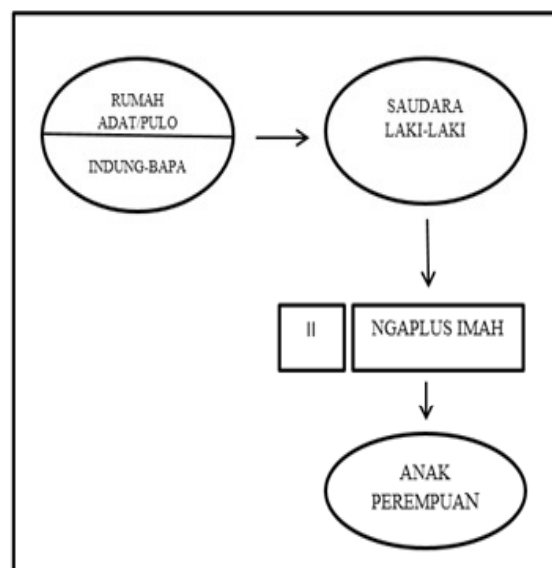 RUMAH
ADAT/PULO
INDUNG-BAPA
SAUDARA
LAKI-LAKI
II
NGAPLUS IMAH
ANAK
PEREMPUAN